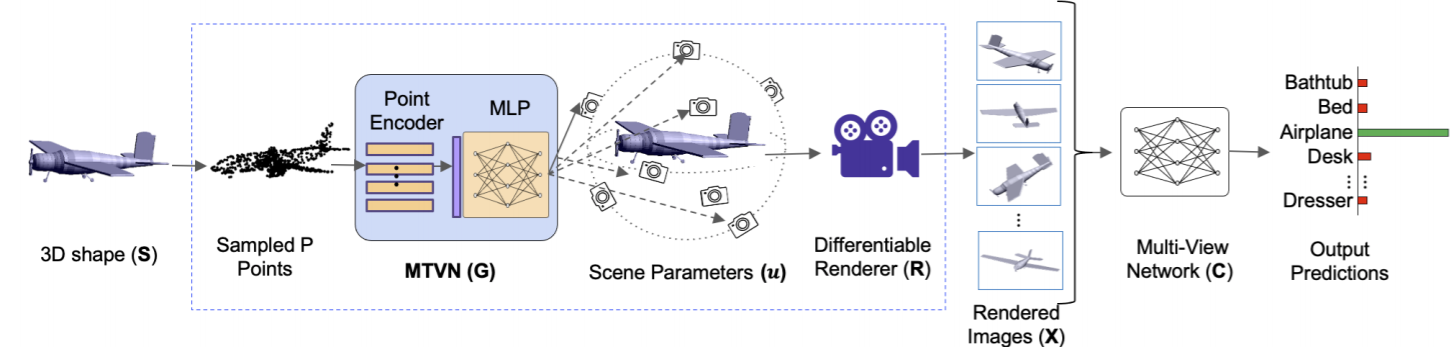 3D shape (S)
Sampled P
Points
Point
Encoder
MLP
MTVN (G)
Scene Parameters (u)
Differentiable
Renderer (R)
Rendered
Images (X)
Multi-View
Network (C)
Bathtub
Bed
Airplane
Desk
Dresser
Output
Predictions